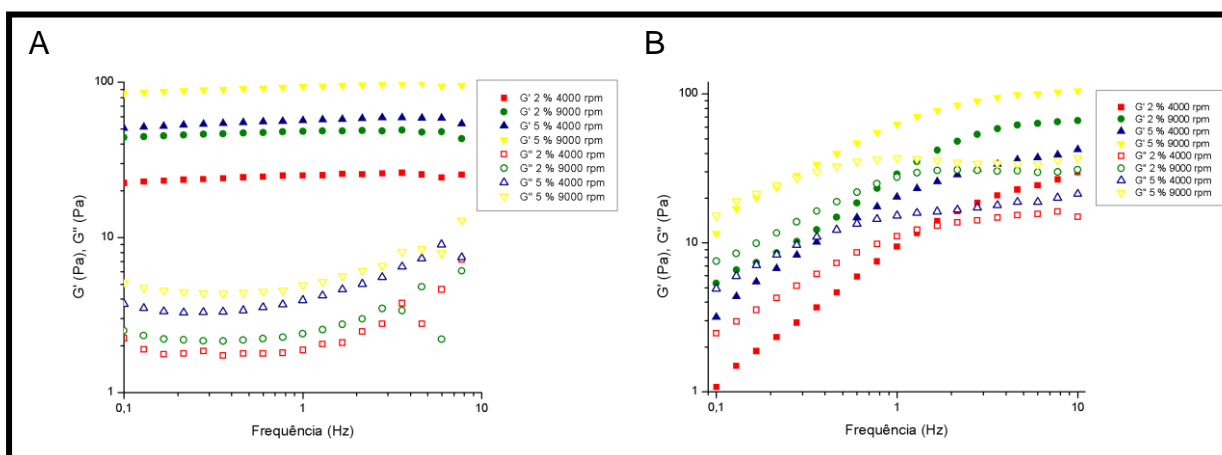 A
G' (Pa), G'' (Pa)
100
10
1
0,1
1
10
Frequência (Hz)
G' 2 % 4000 rpm
G' 2 % 9000 rpm
G' 5 % 4000 rpm
G' 5 % 9000 rpm
G'' 2 % 4000 rpm
G'' 2 % 9000 rpm
G'' 5 % 4000 rpm
G'' 5 % 9000 rpm
B
G' (Pa), G'' (Pa)
100
10
1
0,1
1
10
Frequência (Hz)
G' 2 % 4000 rpm
G' 2 % 9000 rpm
G' 5 % 4000 rpm
G' 5 % 9000 rpm
G'' 2 % 4000 rpm
G'' 2 % 9000 rpm
G'' 5 % 4000 rpm
G'' 5 % 9000 rpm